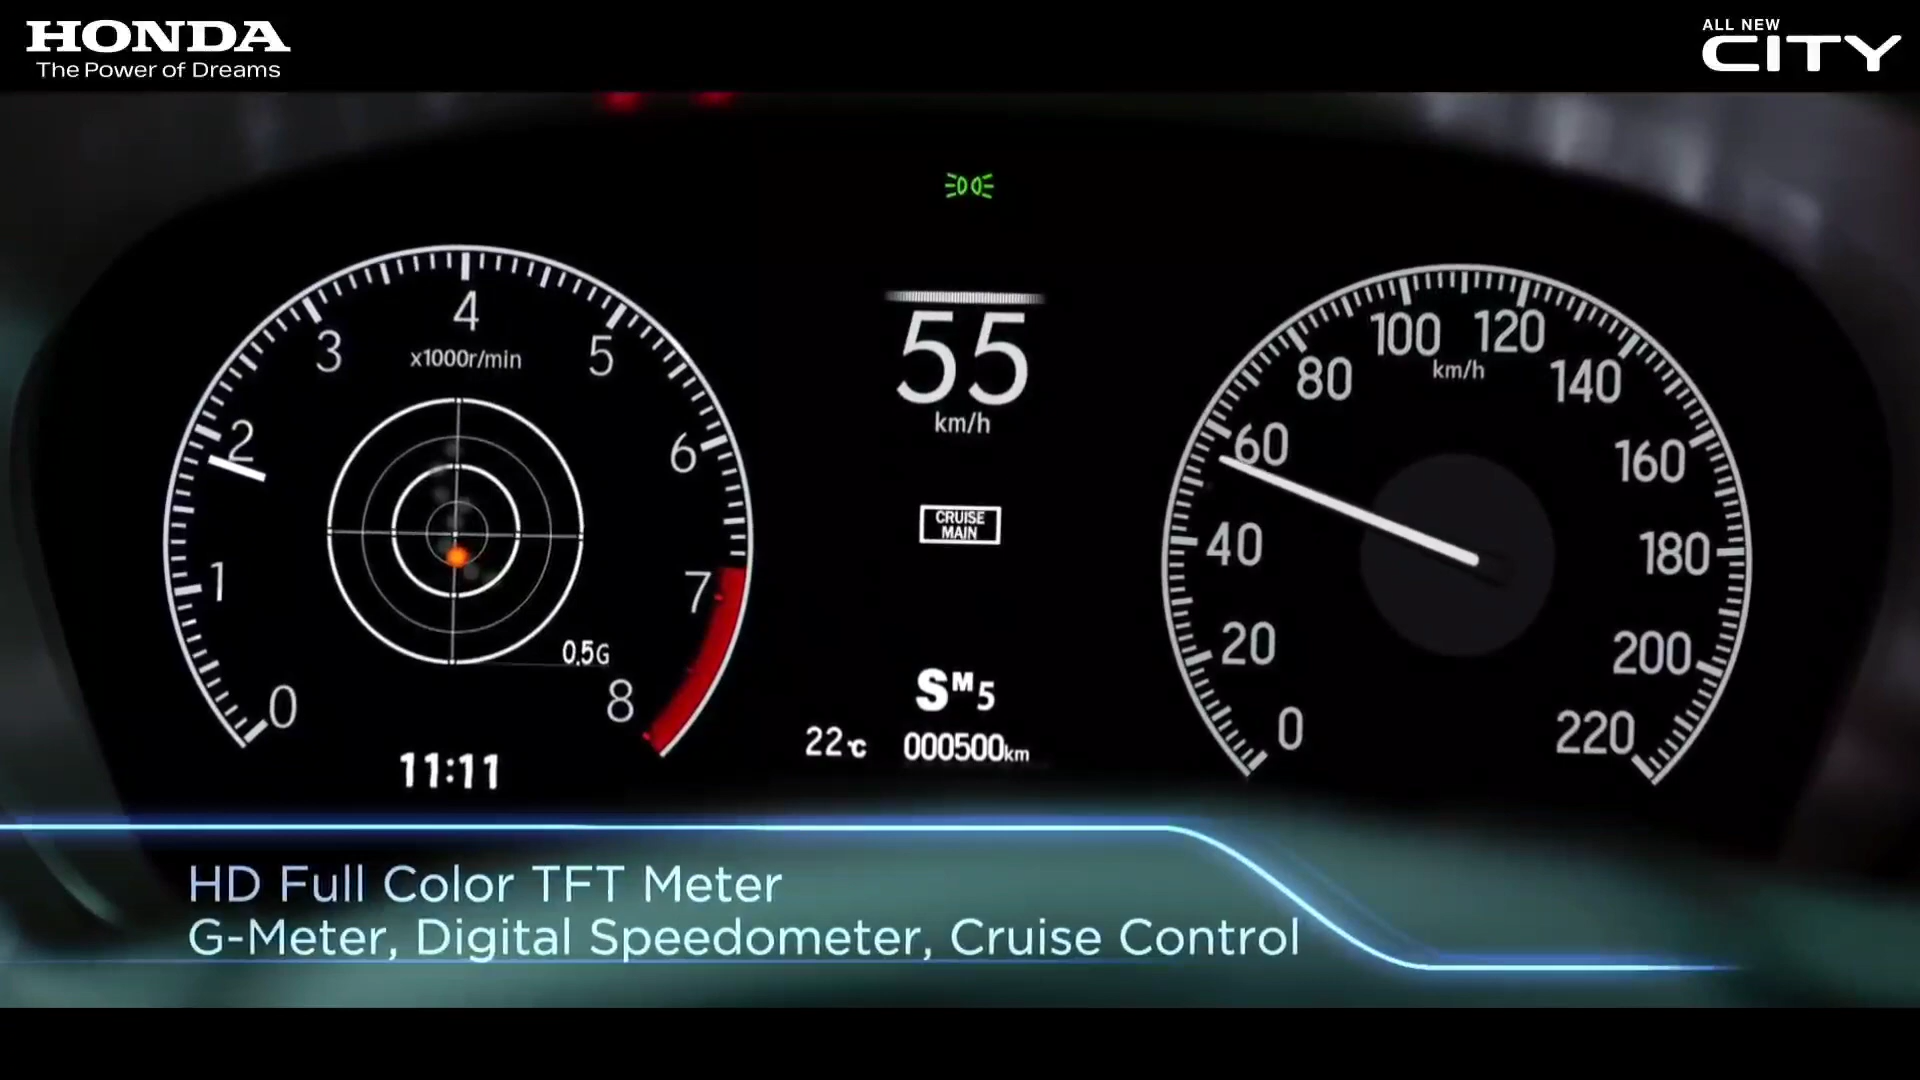 HONDA
The Power of Dreams
ALL NEW
CITY
4
3
5
x1000r/min
2
6
1
7
0.5G
0
8
11:11
55
km/h
CRUISE
MAIN
SM5
22°C
000500km
100
120
km/h
80
140
60
160
40
180
20
200
0
220
HD Full Color TFT Meter
G-Meter, Digital Speedometer, Cruise Control